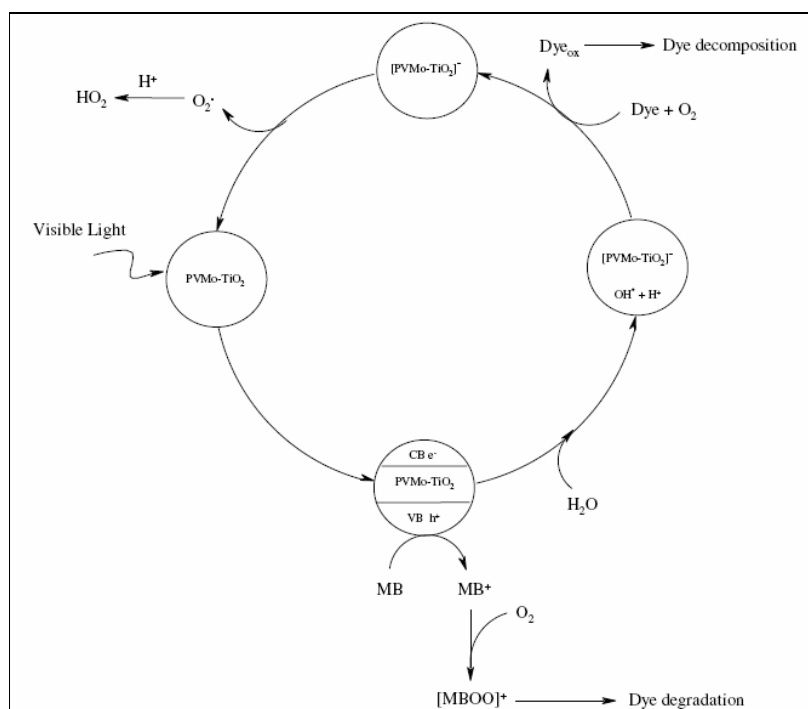 Dye_ox → Dye decomposition
[PVMo-TiO₂]⁻
H⁺
HO₂ ← O₂•
Dye + O₂
Visible Light
PVMo-TiO₂
[PVMo-TiO₂]⁻
OH• + H⁺
CB e⁻
PVMo-TiO₂
VB h⁺
H₂O
MB MB⁺
O₂
[MBOO]⁺ → Dye degradation